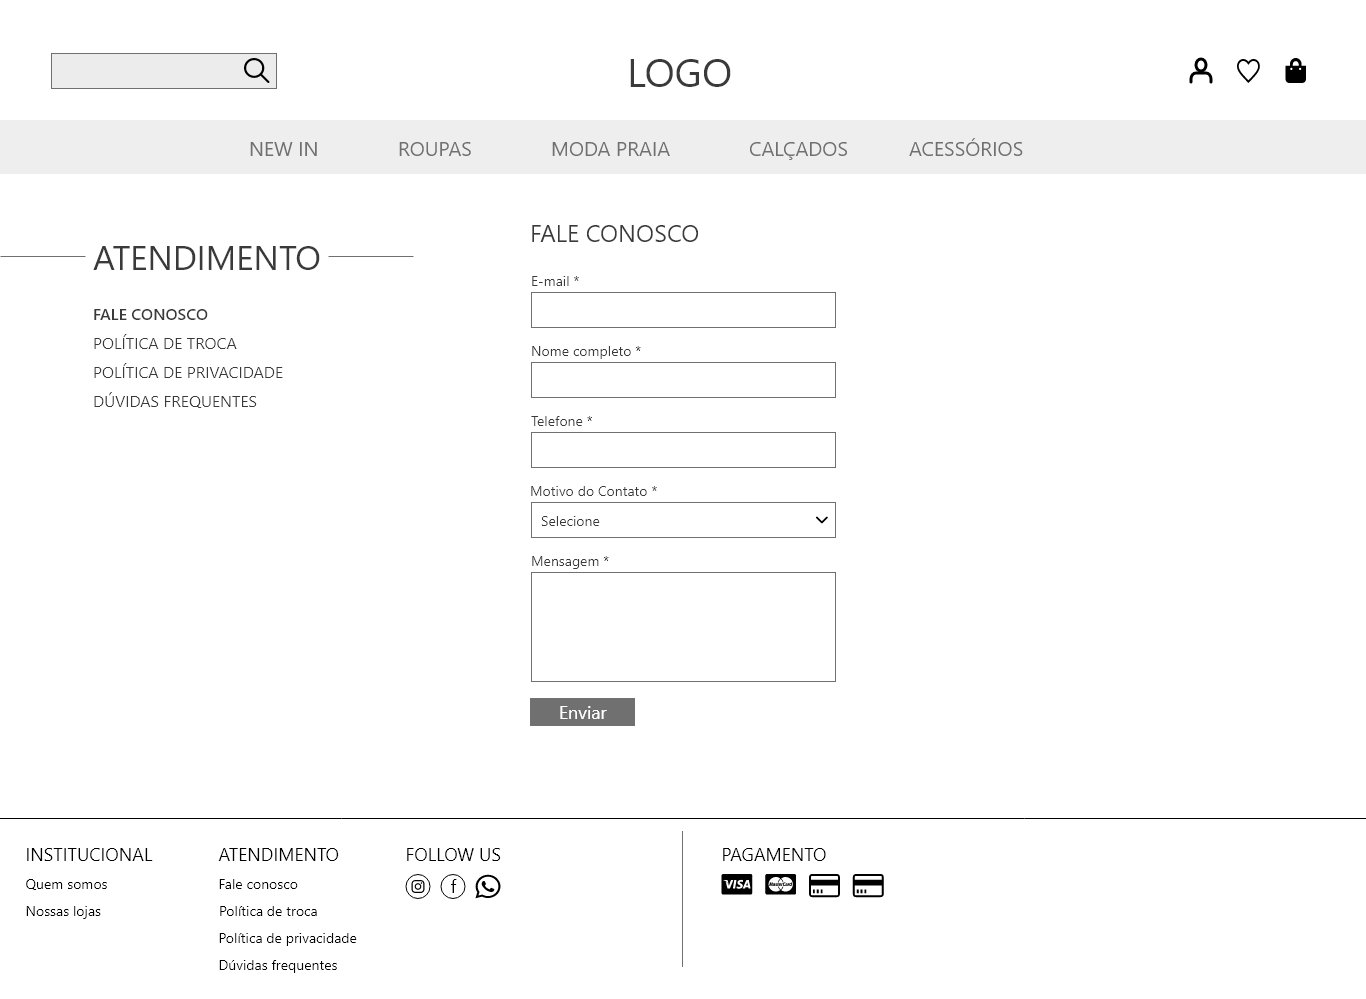 LOGO
NEW IN ROUPAS MODA PRAIA CALÇADOS ACESSÓRIOS
ATENDIMENTO
FALE CONOSCO
POLÍTICA DE TROCA
POLÍTICA DE PRIVACIDADE
DÚVIDAS FREQUENTES
FALE CONOSCO
E-mail *
Nome completo *
Telefone *
Motivo do Contato *
Selecione
Mensagem *
Enviar
INSTITUCIONAL
Quem somos
Nossas lojas
ATENDIMENTO
Fale conosco
Política de troca
Política de privacidade
Dúvidas frequentes
FOLLOW US
f
PAGAMENTO
VISA MasterCard